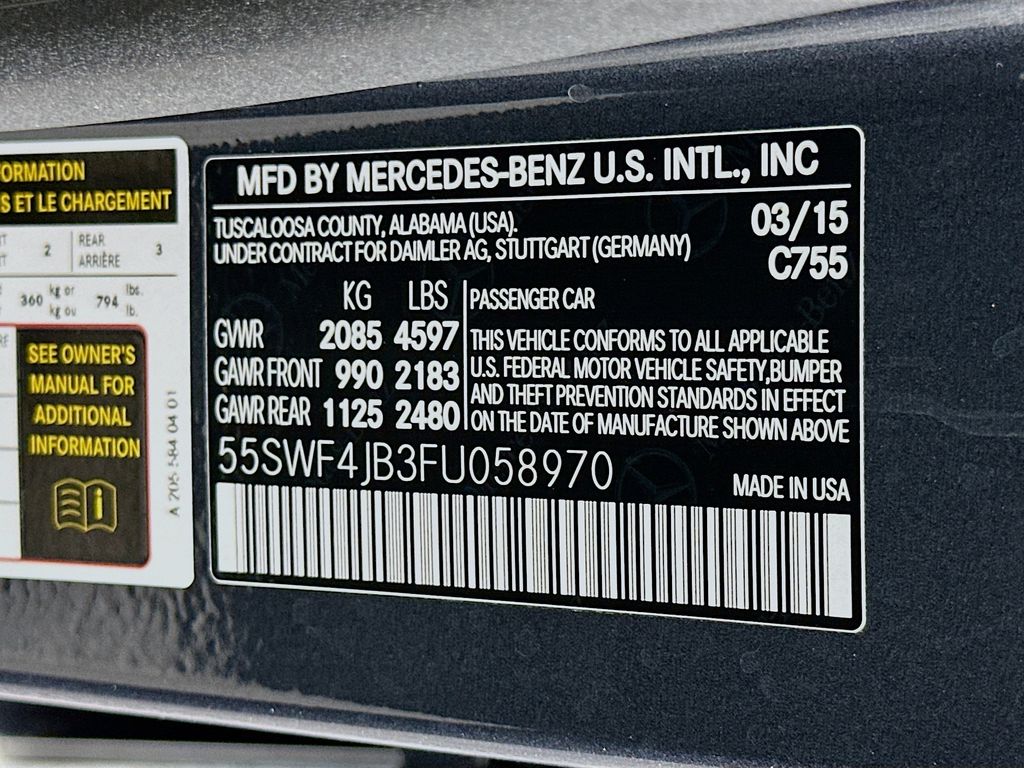 ORMATION
S ET LE CHARGEMENT
2 REAR ARRIÈRE 3
360 kg or kg ou 794 lbs. lb.
SEE OWNER'S
MANUAL FOR
ADDITIONAL
INFORMATION
A 205 584 04 01
MFD BY MERCEDES-BENZ U.S. INTL., INC
TUSCALOOSA COUNTY, ALABAMA (USA).
UNDER CONTRACT FOR DAIMLER AG, STUTTGART (GERMANY)
03/15
C755
KG LBS
GVWR 2085 4597
GAWR FRONT 990 2183
GAWR REAR 1125 2480
PASSENGER CAR
THIS VEHICLE CONFORMS TO ALL APPLICABLE
U.S. FEDERAL MOTOR VEHICLE SAFETY,BUMPER
AND THEFT PREVENTION STANDARDS IN EFFECT
ON THE DATE OF MANUFACTURE SHOWN ABOVE
55SWF4JB3FU058970
MADE IN USA